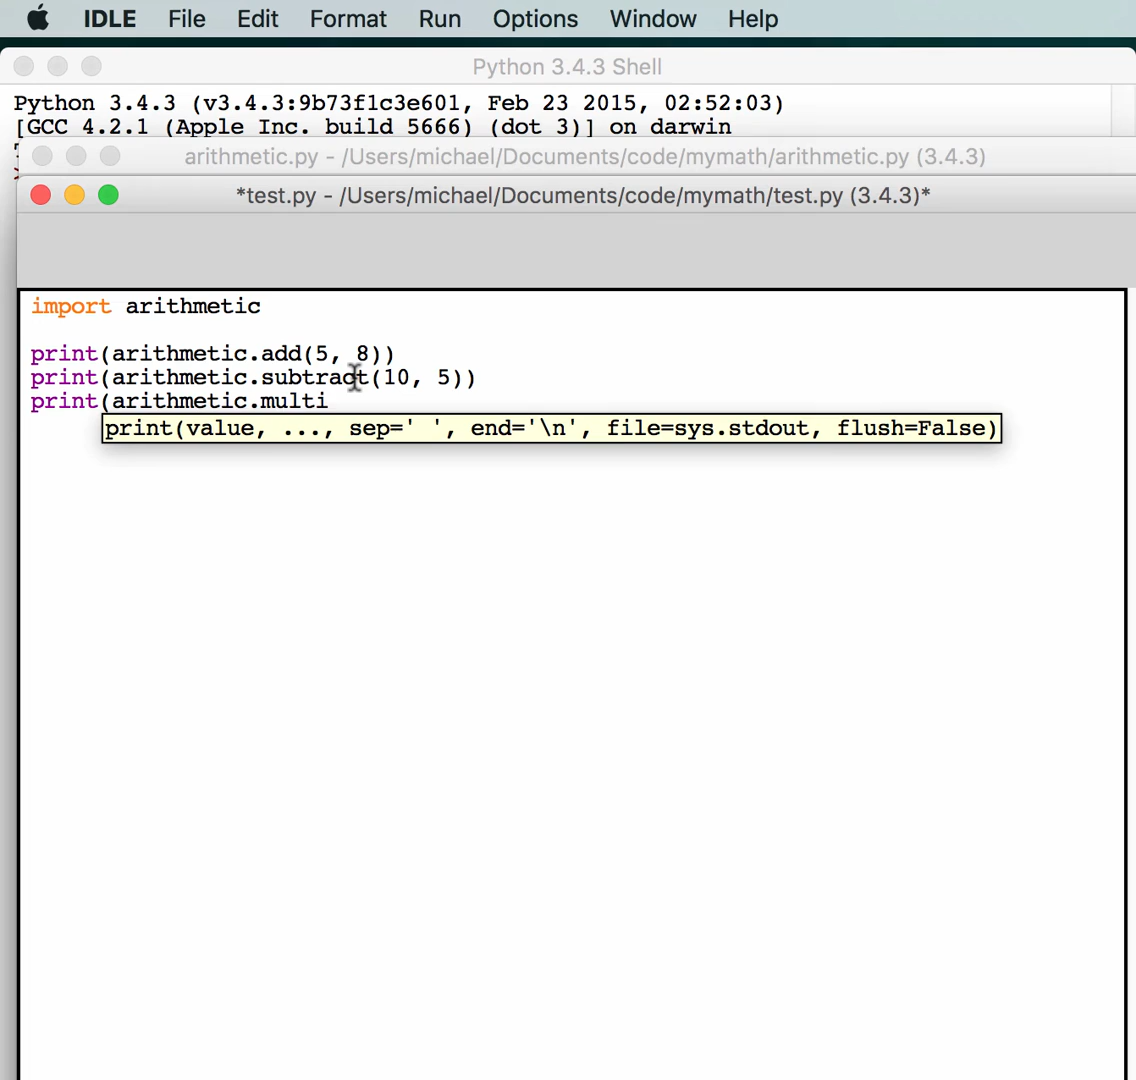 IDLE File Edit Format Run Options Window Help
Python 3.4.3 Shell
Python 3.4.3 (v3.4.3:9b73f1c3e601, Feb 23 2015, 02:52:03)
[GCC 4.2.1 (Apple Inc. build 5666) (dot 3)] on darwin
arithmetic.py - /Users/michael/Documents/code/mymath/arithmetic.py (3.4.3)
*test.py - /Users/michael/Documents/code/mymath/test.py (3.4.3)*
import arithmetic
print(arithmetic.add(5, 8))
print(arithmetic.subtract(10, 5))
print(arithmetic.multi
print(value, ..., sep=' ', end='\n', file=sys.stdout, flush=False)